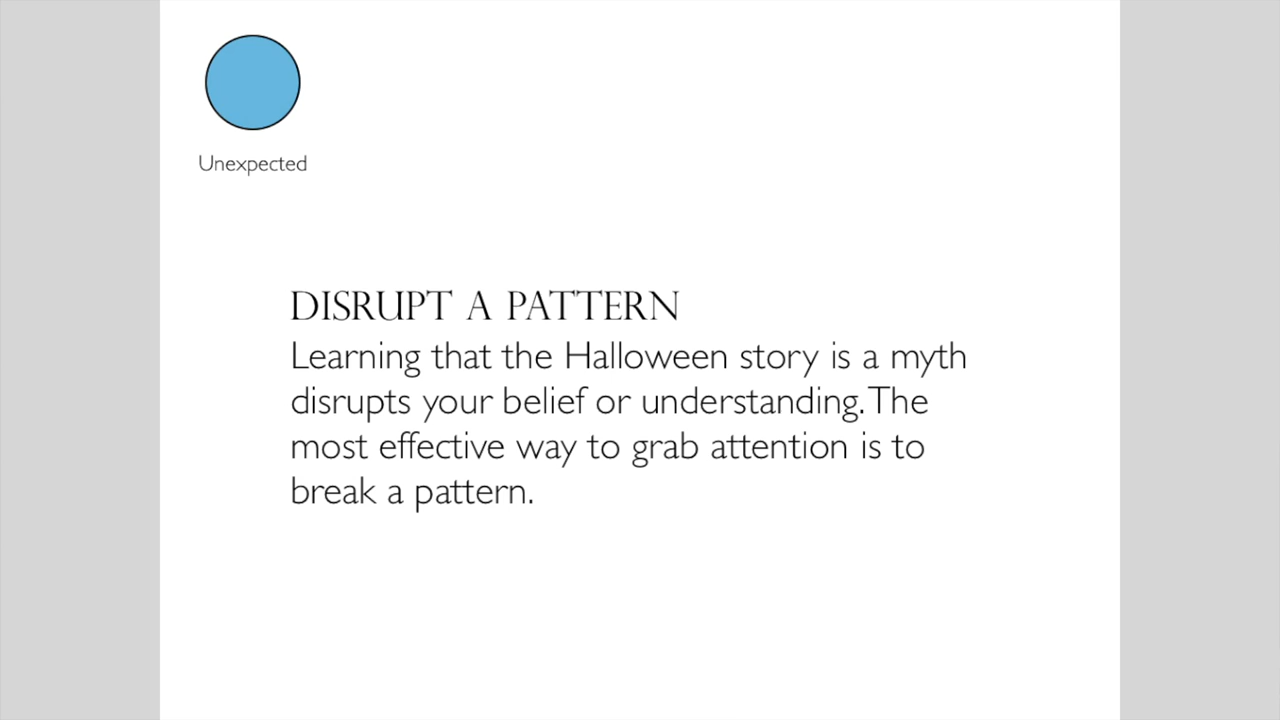 Unexpected
DISRUPT A PATTERN
Learning that the Halloween story is a myth
disrupts your belief or understanding. The
most effective way to grab attention is to
break a pattern.